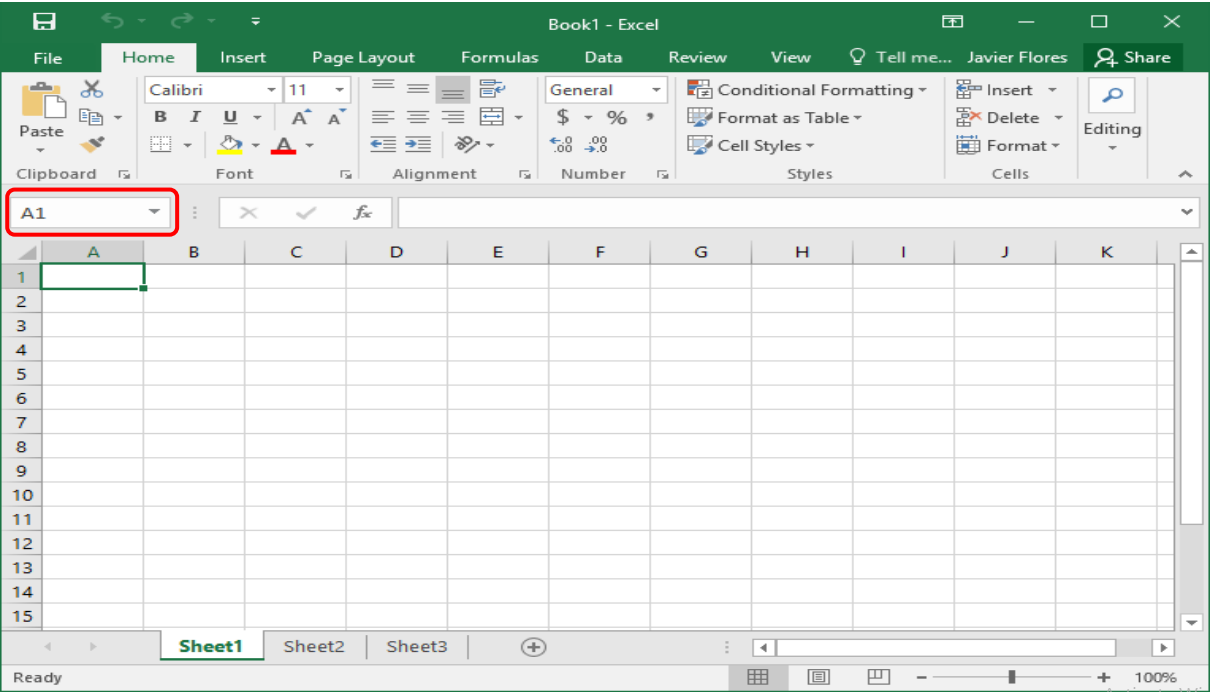 Book1 - Excel
File Home Insert Page Layout Formulas Data Review View Tell me... Javier Flores Share
Calibri 11 General Conditional Formatting Insert
Paste B I U A A $ % , Format as Table Delete Editing
A .00 .0 Cell Styles Format
Clipboard Font Alignment Number Styles Cells
A1 fx
A B C D E F G H I J K
1
2
3
4
5
6
7
8
9
10
11
12
13
14
15
Sheet1 Sheet2 Sheet3
Ready 100%